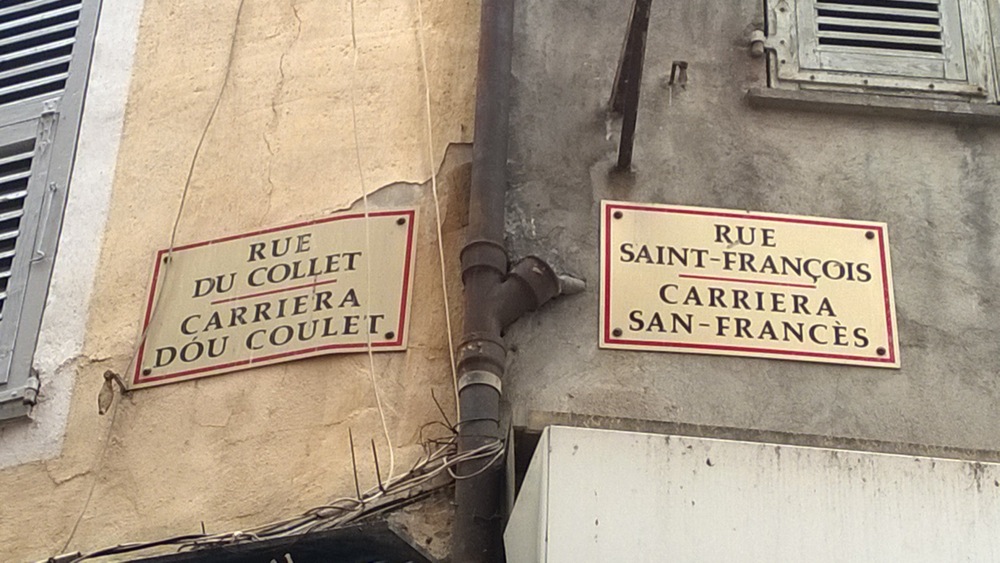 RUE
DU COLLET
CARRIERA
DÓU COULET
RUE
SAINT-FRANÇOIS
CARRIERA
SAN-FRANCÈS